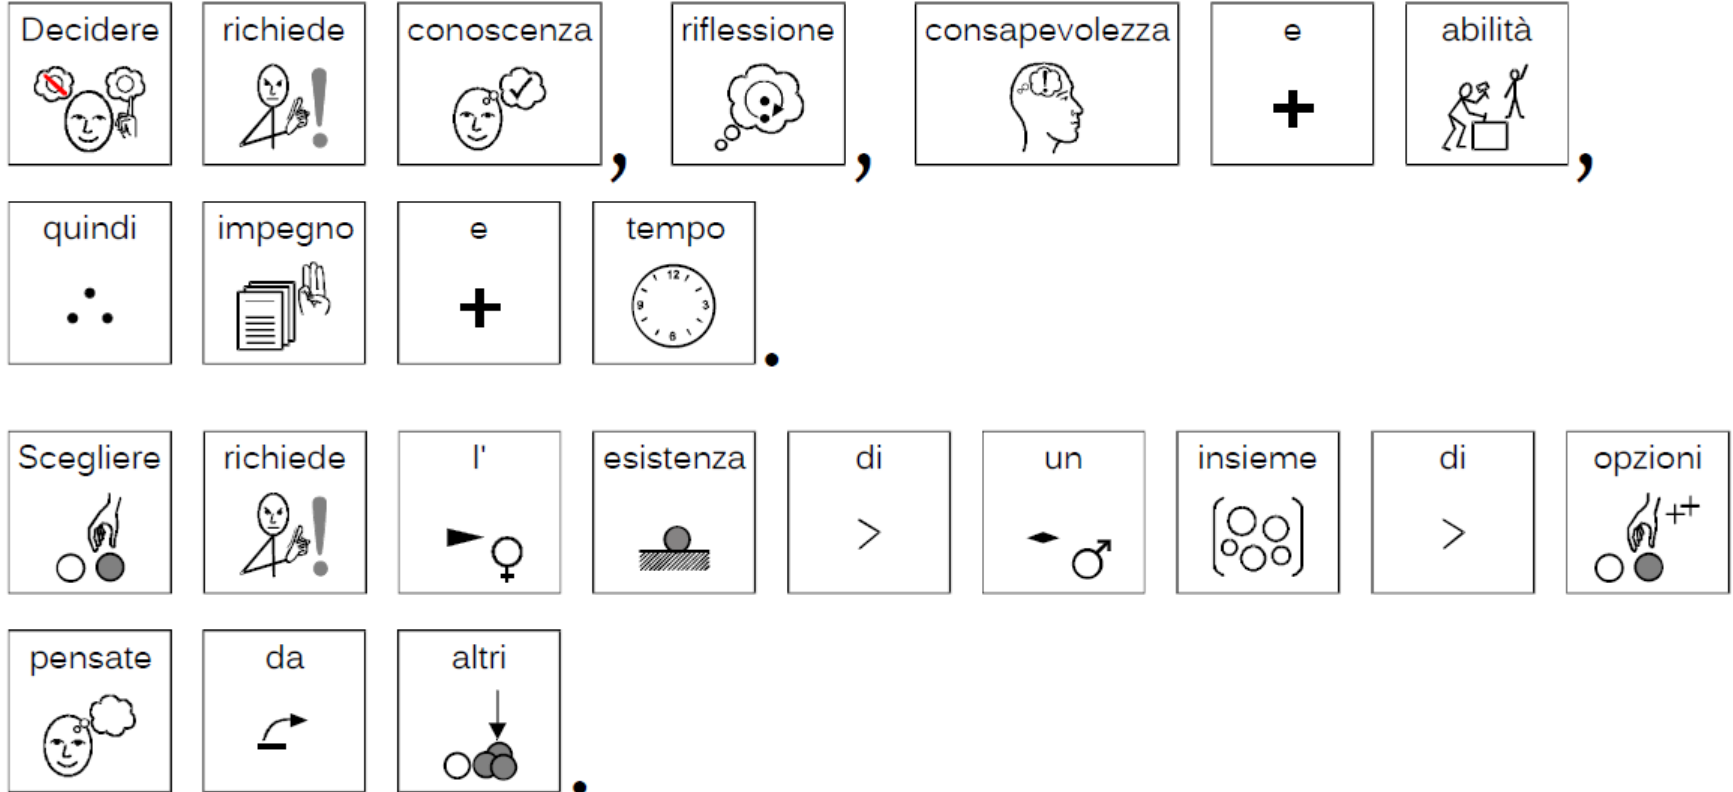 Decidere richiede conoscenza, riflessione, consapevolezza e abilità,
quindi impegno e tempo.
Scegliere richiede l' esistenza di un insieme di opzioni
pensate da altri.